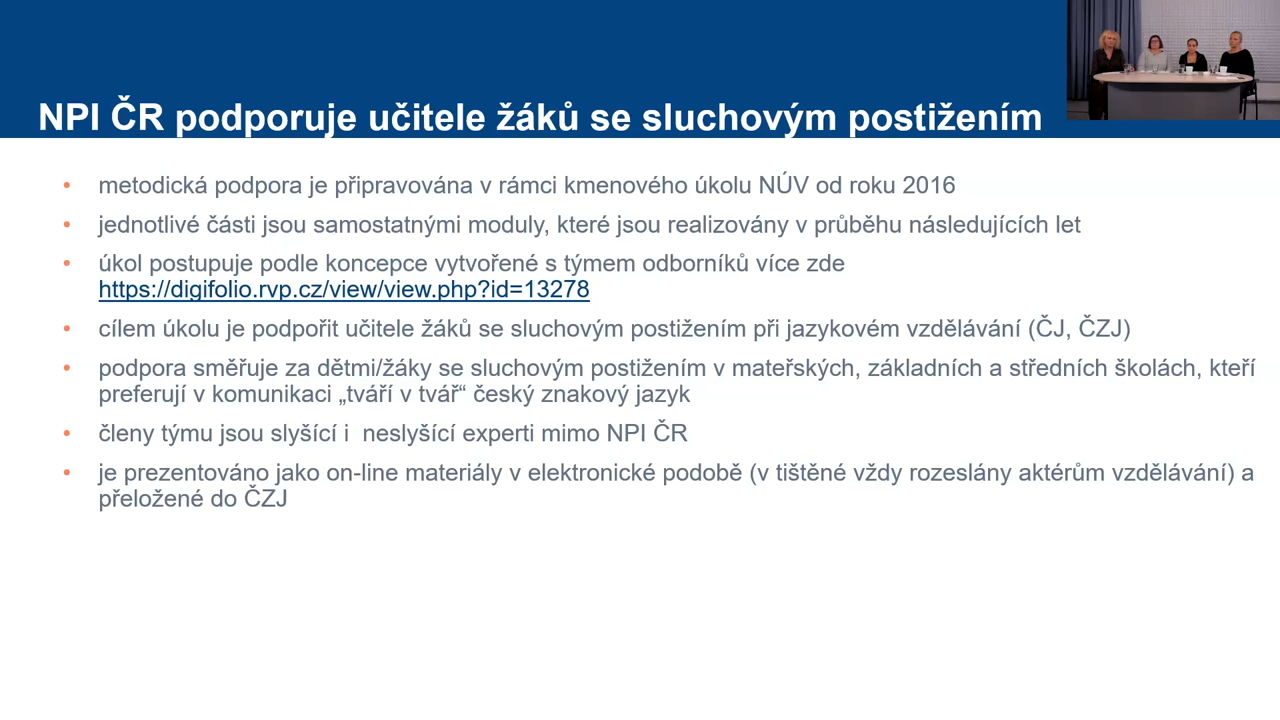 NPI ČR podporuje učitele žáků se sluchovým postižením
• metodická podpora je připravována v rámci kmenového úkolu NÚV od roku 2016
• jednotlivé části jsou samostatnými moduly, které jsou realizovány v průběhu následujících let
• úkol postupuje podle koncepce vytvořené s týmem odborníků více zde
https://digifolio.rvp.cz/view/view.php?id=13278
• cílem úkolu je podpořit učitele žáků se sluchovým postižením při jazykovém vzdělávání (ČJ, ČZJ)
• podpora směřuje za dětmi/žáky se sluchovým postižením v mateřských, základních a středních školách, kteří
preferují v komunikaci „tváří v tvář“ český znakový jazyk
• členy týmu jsou slyšící i  neslyšící experti mimo NPI ČR
• je prezentováno jako on-line materiály v elektronické podobě (v tištěné vždy rozeslány aktérům vzdělávání) a
přeložené do ČZJ